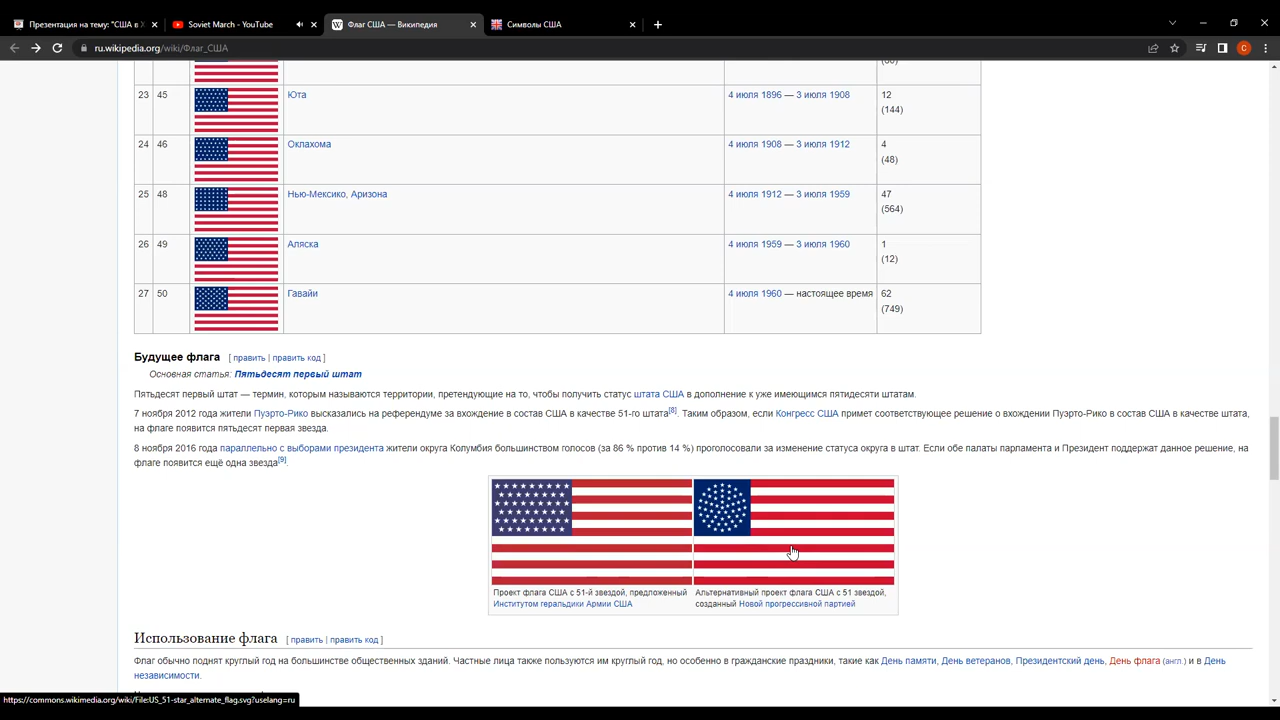 Презентация на тему: "США в X
Soviet March - YouTube
Флаг США — Википедия
Символы США
ru.wikipedia.org/wiki/Флаг_США
С
23 45 Юта 4 июля 1896 — 3 июля 1908 12
(144)
24 46 Оклахома 4 июля 1908 — 3 июля 1912 4
(48)
25 48 Нью-Мексико, Аризона 4 июля 1912 — 3 июля 1959 47
(564)
26 49 Аляска 4 июля 1959 — 3 июля 1960 1
(12)
27 50 Гавайи 4 июля 1960 — настоящее время 62
(749)
Будущее флага [ править | править код ]
Основная статья: Пятьдесят первый штат
Пятьдесят первый штат — термин, которым называются территории, претендующие на то, чтобы получить статус штата США в дополнение к уже имеющимся пятидесяти штатам.
7 ноября 2012 года жители Пуэрто-Рико высказались на референдуме за вхождение в состав США в качестве 51-го штата[8]. Таким образом, если Конгресс США примет соответствующее решение о вхождении Пуэрто-Рико в состав США в качестве штата,
на флаге появится пятьдесят первая звезда.
8 ноября 2016 года параллельно с выборами президента жители округа Колумбия большинством голосов (за 86 % против 14 %) проголосовали за изменение статуса округа в штат. Если обе палаты парламента и Президент поддержат данное решение, на
флаге появится ещё одна звезда[9].
Проект флага США с 51-й звездой, предложенный
Институтом геральдики Армии США
Альтернативный проект флага США с 51 звездой,
созданный Новой прогрессивной партией
Использование флага [ править | править код ]
Флаг обычно поднят круглый год на большинстве общественных зданий. Частные лица также пользуются им круглый год, но особенно в гражданские праздники, такие как День памяти, День ветеранов, Президентский день, День флага (англ.) и в День
независимости.
https://commons.wikimedia.org/wiki/File:US_51-star_alternate_flag.svg?uselang=ru